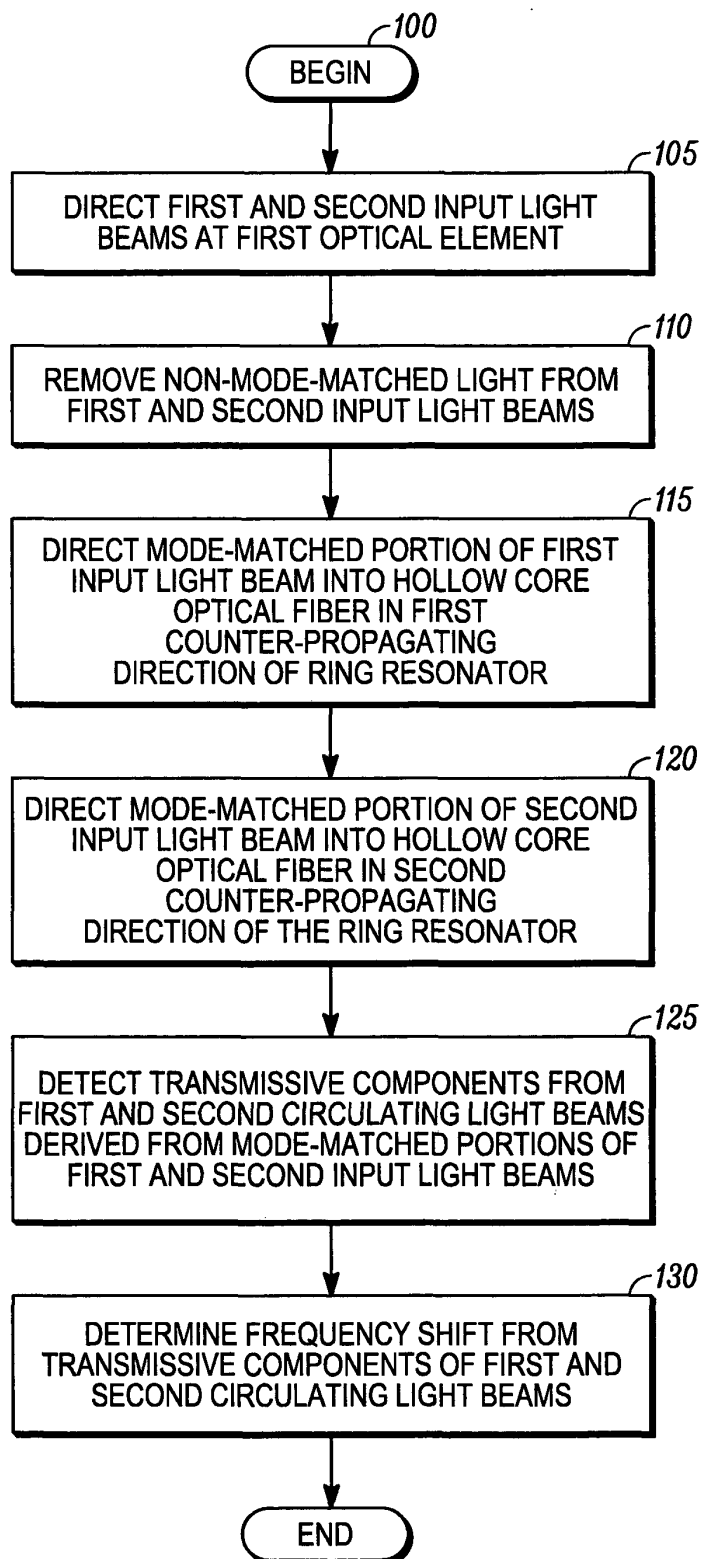 100
BEGIN
105
DIRECT FIRST AND SECOND INPUT LIGHT
BEAMS AT FIRST OPTICAL ELEMENT
110
REMOVE NON-MODE-MATCHED LIGHT FROM
FIRST AND SECOND INPUT LIGHT BEAMS
115
DIRECT MODE-MATCHED PORTION OF FIRST
INPUT LIGHT BEAM INTO HOLLOW CORE
OPTICAL FIBER IN FIRST
COUNTER-PROPAGATING
DIRECTION OF RING RESONATOR
120
DIRECT MODE-MATCHED PORTION OF SECOND
INPUT LIGHT BEAM INTO HOLLOW CORE
OPTICAL FIBER IN SECOND
COUNTER-PROPAGATING
DIRECTION OF THE RING RESONATOR
125
DETECT TRANSMISSIVE COMPONENTS FROM
FIRST AND SECOND CIRCULATING LIGHT BEAMS
DERIVED FROM MODE-MATCHED PORTIONS OF
FIRST AND SECOND INPUT LIGHT BEAMS
130
DETERMINE FREQUENCY SHIFT FROM
TRANSMISSIVE COMPONENTS OF FIRST AND
SECOND CIRCULATING LIGHT BEAMS
END